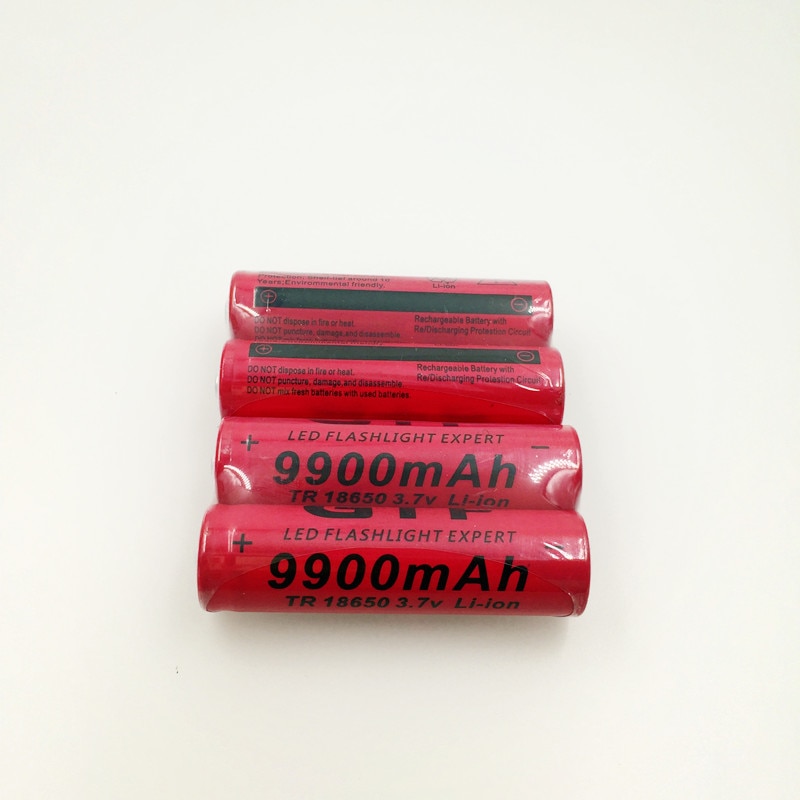 Years;Environmental friendly.
Li-ion
+ -
DO NOT dispose in fire or heat.
DO NOT puncture, damage,and disassemble
Rechargeable Battery with
Re/Discharging Protestion Circuit
+ -
DO NOT dispose in fire or heat.
DO NOT puncture, damage,and disassemble
DO NOT mix fresh batteries with used batteries.
Rechargeable Battery with
Re/Discharging Protestion Circuit
LED FLASHLIGHT EXPERT
+ -
9900mAh
TR 18650 3.7v Li-ion
GTF
LED FLASHLIGHT EXPERT
+
9900mAh
TR 18650 3.7v Li-ion